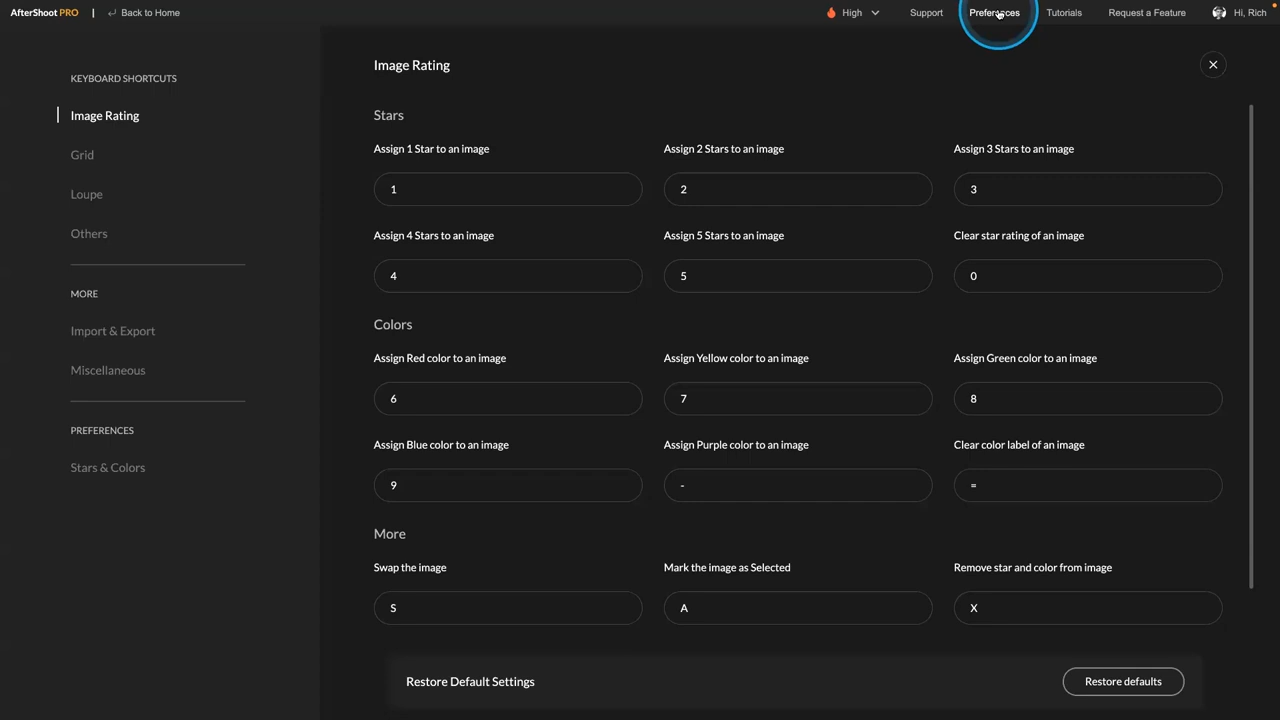 AfterShoot PRO | Back to Home High Support Preferences Tutorials Request a Feature Hi, Rich
KEYBOARD SHORTCUTS
Image Rating
Grid
Loupe
Others
MORE
Import & Export
Miscellaneous
PREFERENCES
Stars & Colors
Image Rating
Stars
Assign 1 Star to an image Assign 2 Stars to an image Assign 3 Stars to an image
1 2 3
Assign 4 Stars to an image Assign 5 Stars to an image Clear star rating of an image
4 5 0
Colors
Assign Red color to an image Assign Yellow color to an image Assign Green color to an image
6 7 8
Assign Blue color to an image Assign Purple color to an image Clear color label of an image
9 - =
More
Swap the image Mark the image as Selected Remove star and color from image
S A X
Restore Default Settings Restore defaults